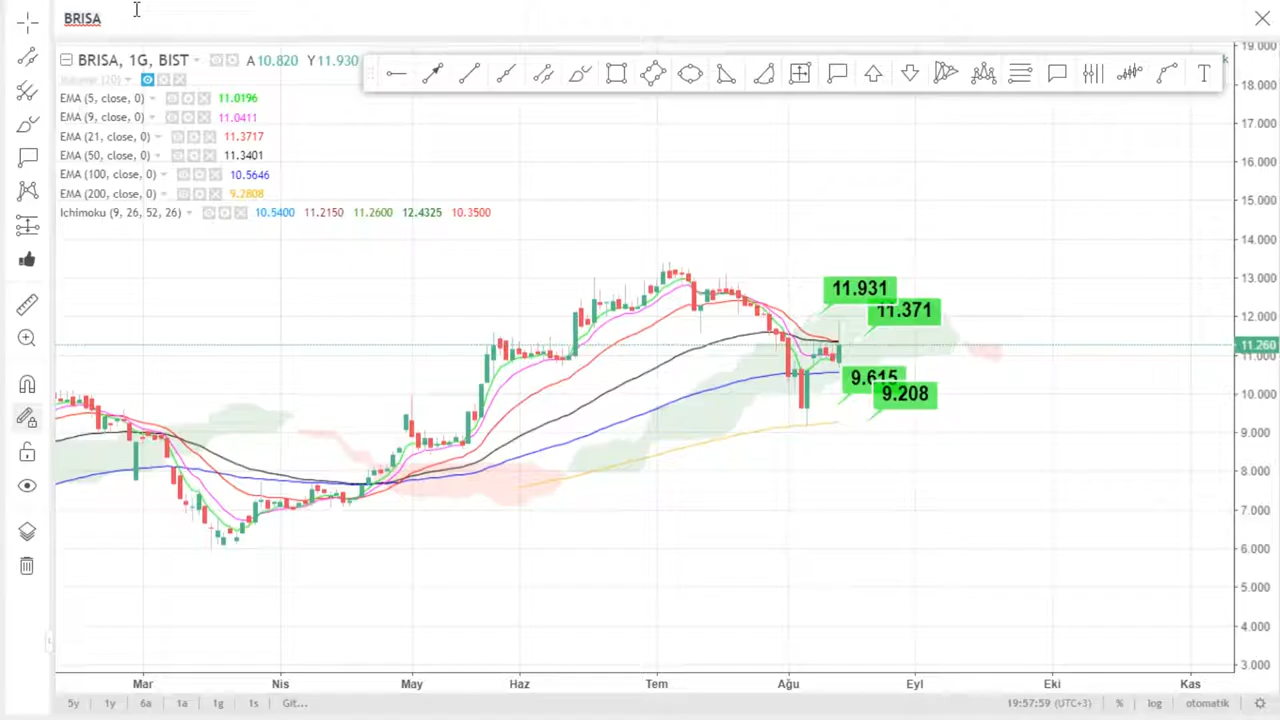 BRISA
BRISA, 1G, BIST A 10.820 Y 11.930
Volume (20)
EMA (5, close, 0) 11.0196
EMA (9, close, 0) 11.0411
EMA (21, close, 0) 11.3717
EMA (50, close, 0) 11.3401
EMA (100, close, 0) 10.5646
EMA (200, close, 0) 9.2808
Ichimoku (9, 26, 52, 26) 10.5400 11.2150 11.2600 12.4325 10.3500
T
19.000
18.000
17.000
16.000
15.000
14.000
13.000
12.000
11.260
11.000
10.000
9.000
8.000
7.000
6.000
5.000
4.000
3.000
11.931
11.371
9.615
9.208
Mar Nis May Haz Tem Ağu Eyl Eki Kas
5y 1y 6a 1a 1g 1s Git... 19:57:59 (UTC+3) % log otomatik